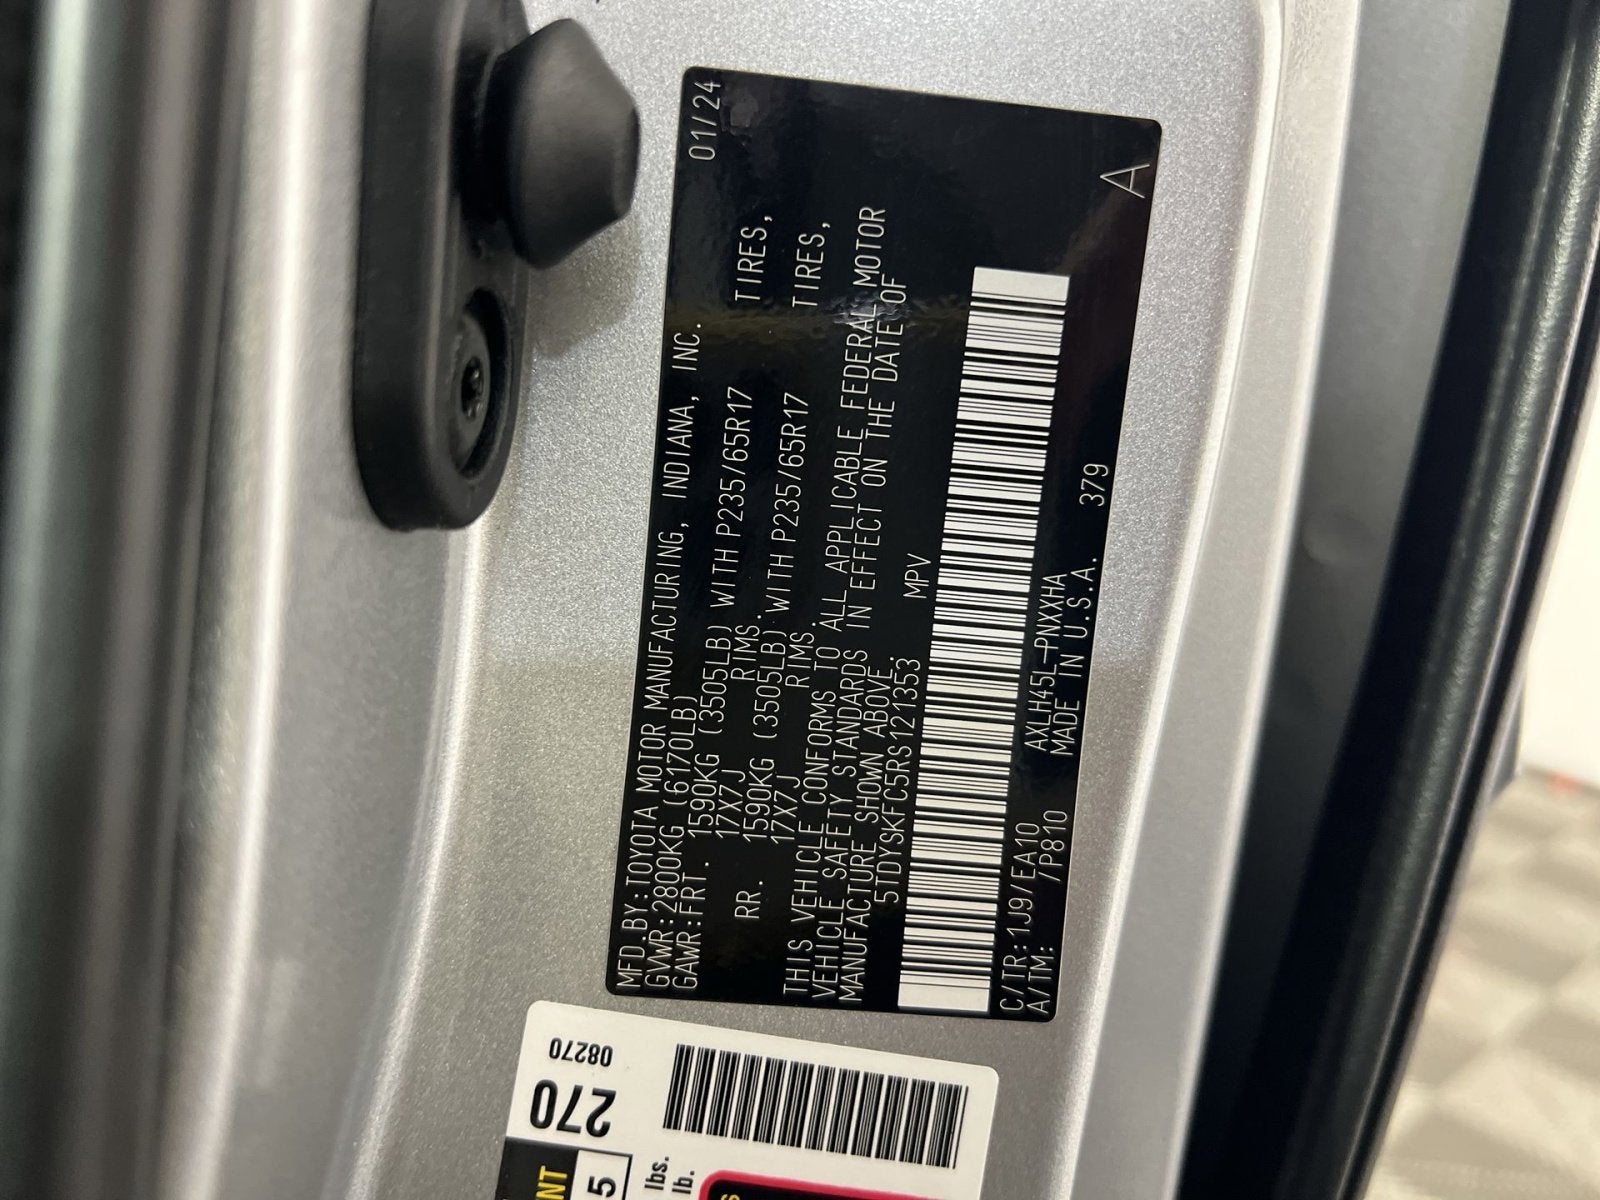 MFD.BY:TOYOTA MOTOR MANUFACTURING, INDIANA, INC. 01/24
GVWR:2800KG (6170LB)
GAWR:FRT. 1590KG (3505LB) WITH P235/65R17 TIRES,
17X7J RIMS.
RR. 1590KG (3505LB) WITH P235/65R17 TIRES,
17X7J RIMS.
THIS VEHICLE CONFORMS TO ALL APPLICABLE FEDERAL MOTOR
VEHICLE SAFETY STANDARDS IN EFFECT ON THE DATE OF
MANUFACTURE SHOWN ABOVE.
5TDYSKFC5RS121353 MPV
C/TR:1J9/EA10 AXLH45L-PNXXHA
A/TM: /P810 MADE IN U.S.A. 379 A
08270
270
NT
5
lbs.
lb.